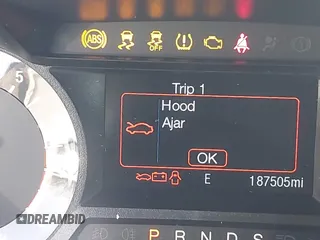 ABS
OFF
Trip 1
Hood
Ajar
OK
5
E 187505mi
P R N D S
DREAMBID